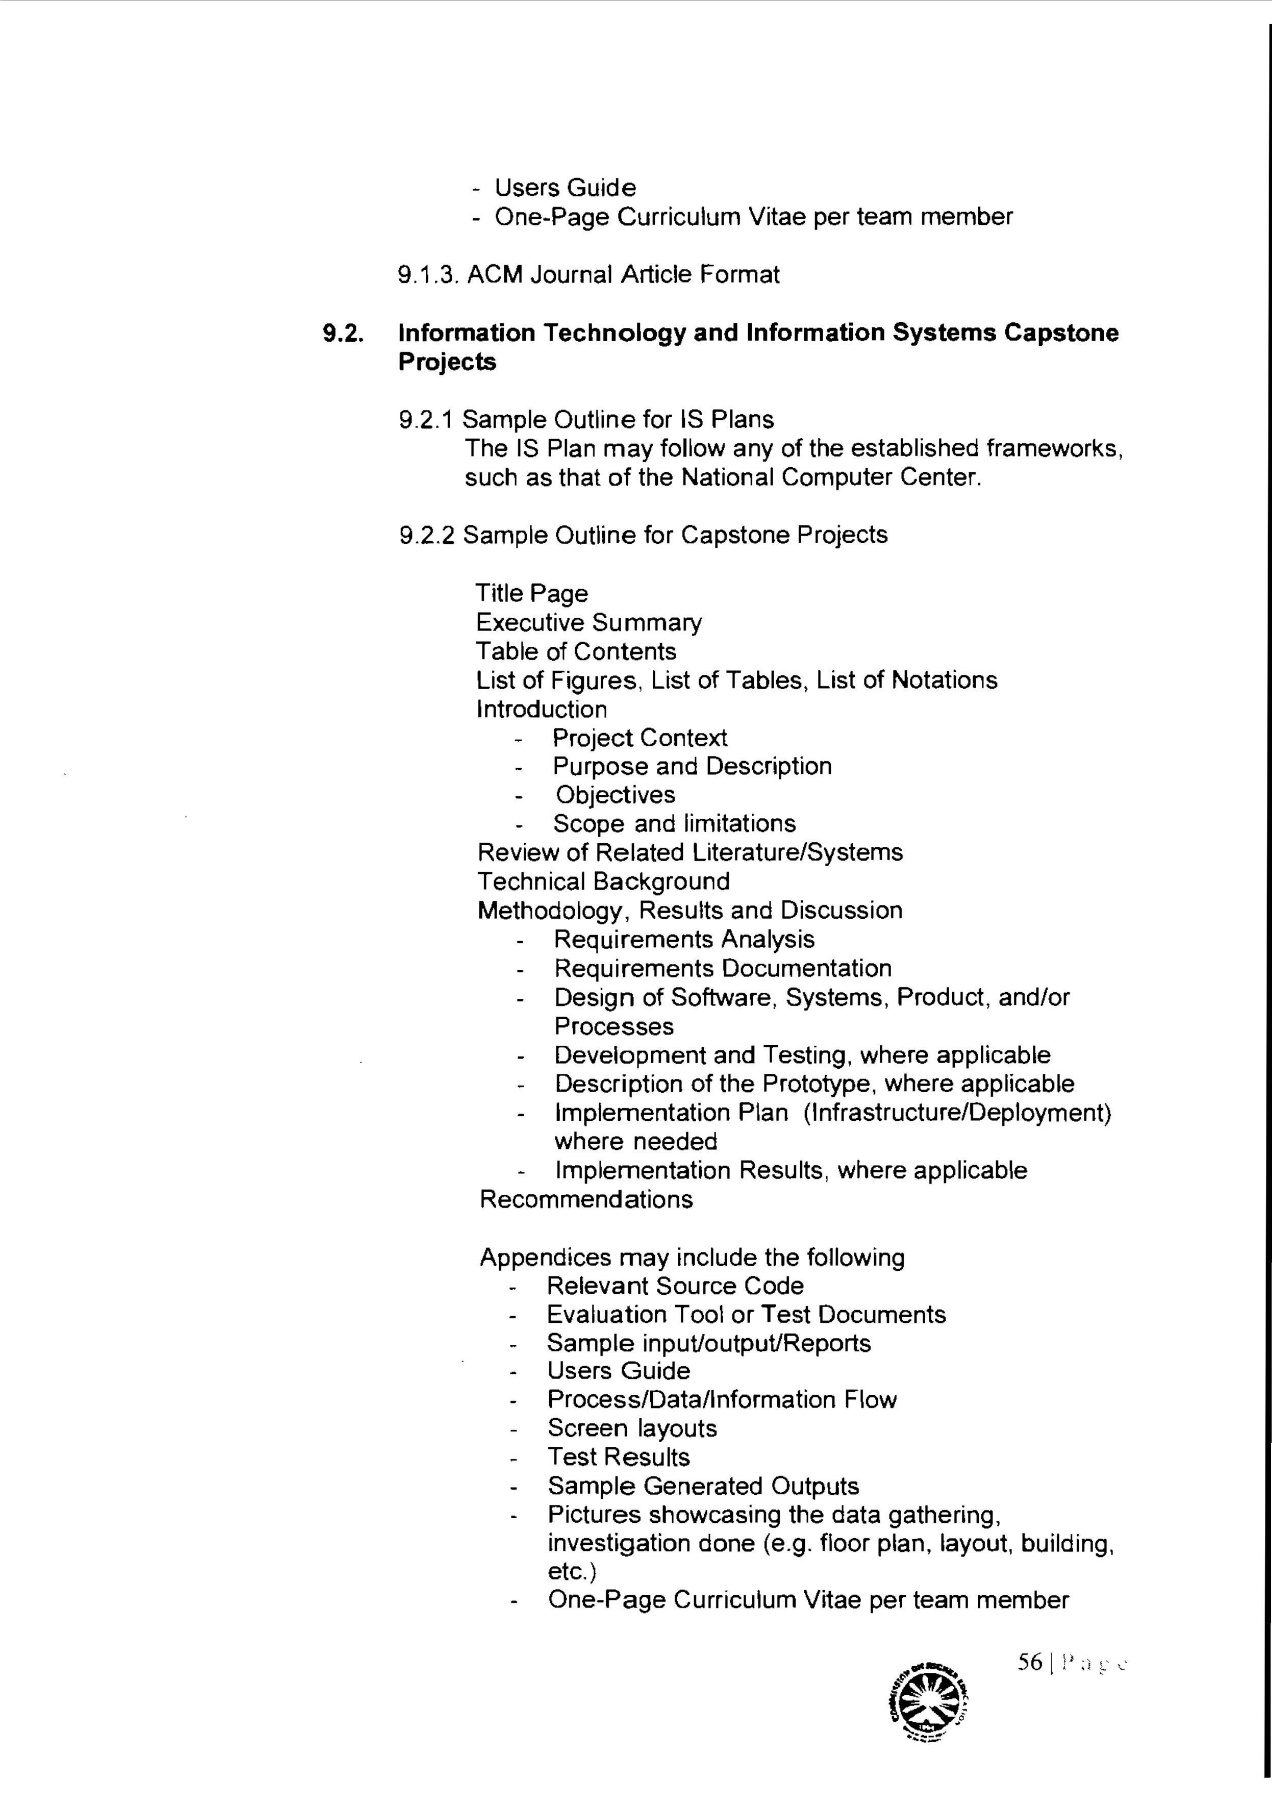 - Users Guide
- One-Page Curriculum Vitae per team member
9.1.3. ACM Journal Article Format
9.2. Information Technology and Information Systems Capstone
Projects
9.2.1 Sample Outline for IS Plans
The IS Plan may follow any of the established frameworks,
such as that of the National Computer Center.
9.2.2 Sample Outline for Capstone Projects
Title Page
Executive Summary
Table of Contents
List of Figures, List of Tables, List of Notations
Introduction
- Project Context
- Purpose and Description
- Objectives
- Scope and limitations
Review of Related Literature/Systems
Technical Background
Methodology, Results and Discussion
- Requirements Analysis
- Requirements Documentation
- Design of Software, Systems, Product, and/or
Processes
- Development and Testing, where applicable
- Description of the Prototype, where applicable
- Implementation Plan (Infrastructure/Deployment)
where needed
- Implementation Results, where applicable
Recommendations
Appendices may include the following
- Relevant Source Code
- Evaluation Tool or Test Documents
- Sample input/output/Reports
- Users Guide
- Process/Data/Information Flow
- Screen layouts
- Test Results
- Sample Generated Outputs
- Pictures showcasing the data gathering,
investigation done (e.g. floor plan, layout, building,
etc.)
- One-Page Curriculum Vitae per team member
56 | Page
COMMISSION ON HIGHER EDUCATION